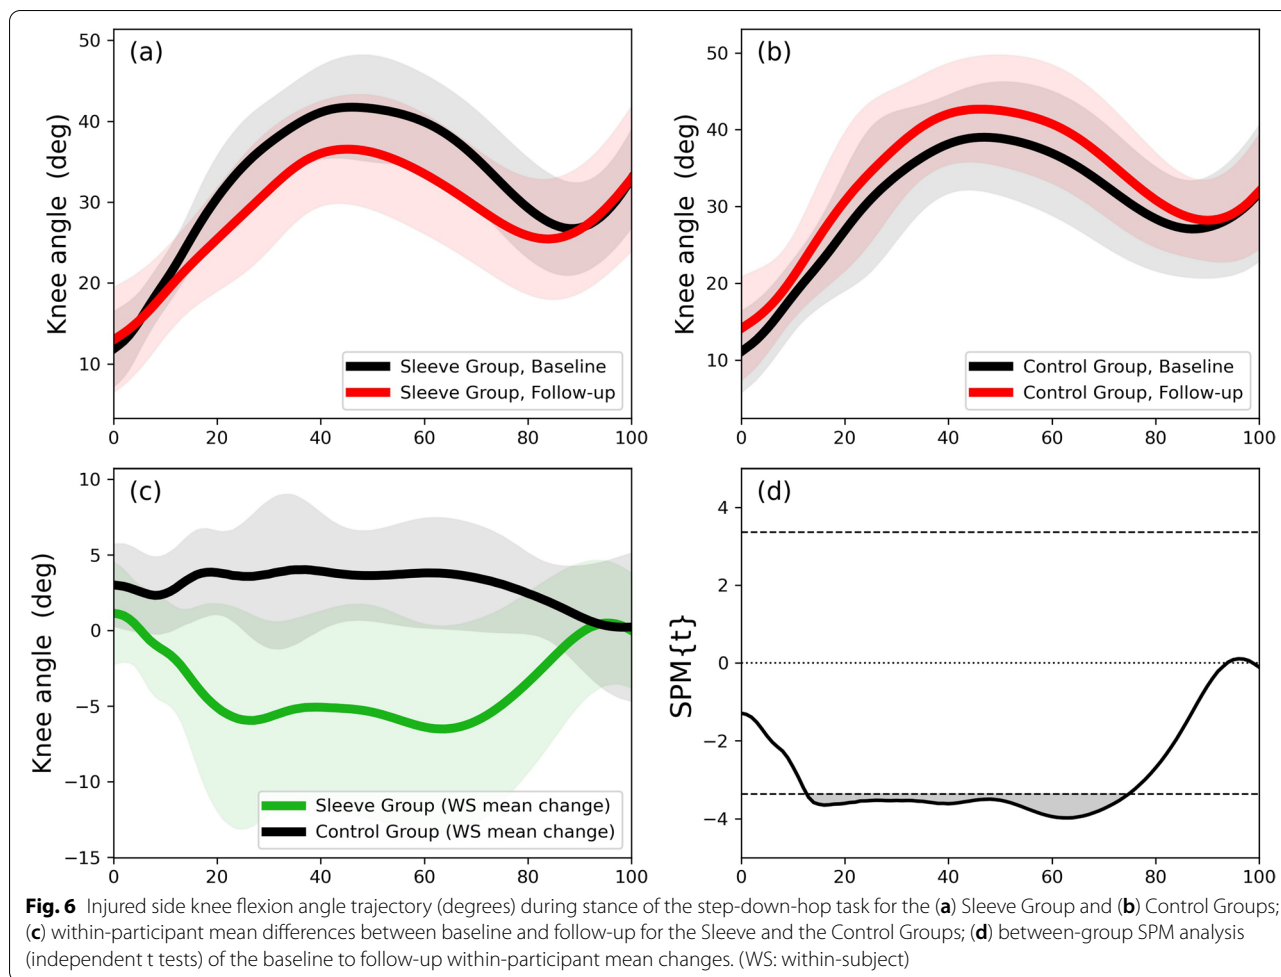 (a)
50
40
30
20
10
Knee angle (deg)
Sleeve Group, Baseline
Sleeve Group, Follow-up
0 20 40 60 80 100
(b)
50
40
30
20
10
Knee angle (deg)
Control Group, Baseline
Control Group, Follow-up
0 20 40 60 80 100
(c)
10
5
0
−5
−10
−15
Knee angle (deg)
Sleeve Group (WS mean change)
Control Group (WS mean change)
0 20 40 60 80 100
(d)
4
2
0
−2
−4
SPM{t}
0 20 40 60 80 100
Fig. 6 Injured side knee flexion angle trajectory (degrees) during stance of the step-down-hop task for the (a) Sleeve Group and (b) Control Groups;
(c) within-participant mean differences between baseline and follow-up for the Sleeve and the Control Groups; (d) between-group SPM analysis
(independent t tests) of the baseline to follow-up within-participant mean changes. (WS: within-subject)